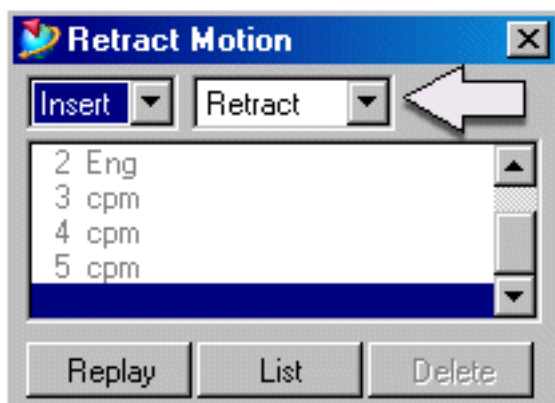 Retract Motion
Insert Retract
2 Eng
3 cpm
4 cpm
5 cpm
Replay List Delete